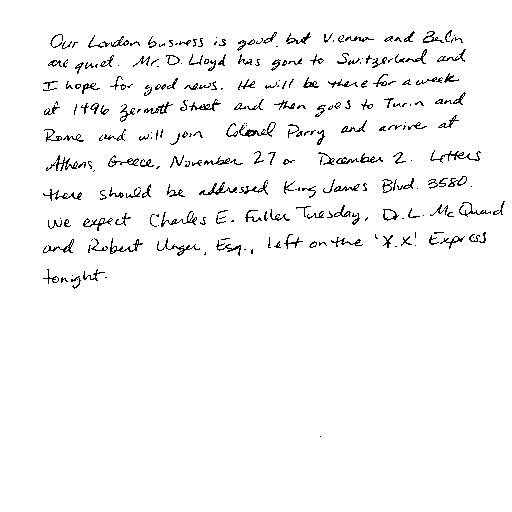 Our London business is good, but Vienna and Berlin
are quiet. Mr. D. Lloyd has gone to Switzerland and
I hope for good news. He will be there for a week
at 1496 Zermott Street and then goes to Turin and
Rome and will join Colonel Parry and arrive at
Athens, Greece, November 27 or December 2. Letters
there should be addressed King James Blvd. 3580.
We expect Charles E. Fuller Tuesday, Dr. L. McQuaid
and Robert Unger, Esq., left on the 'Y.X.' Express
tonight.